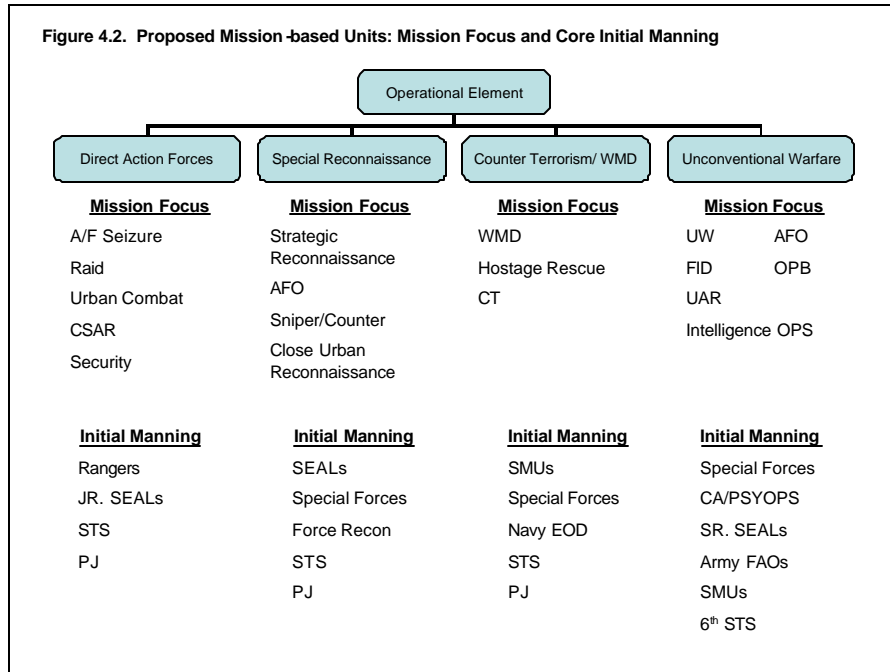 Figure 4.2. Proposed Mission-based Units: Mission Focus and Core Initial Manning
Operational Element
Direct Action Forces
Special Reconnaissance
Counter Terrorism/ WMD
Unconventional Warfare
Mission Focus
A/F Seizure
Raid
Urban Combat
CSAR
Security
Mission Focus
Strategic
Reconnaissance
AFO
Sniper/Counter
Close Urban
Reconnaissance
Mission Focus
WMD
Hostage Rescue
CT
Mission Focus
UW AFO
FID OPB
UAR
Intelligence OPS
Initial Manning
Rangers
JR. SEALs
STS
PJ
Initial Manning
SEALs
Special Forces
Force Recon
STS
PJ
Initial Manning
SMUs
Special Forces
Navy EOD
STS
PJ
Initial Manning
Special Forces
CA/PSYOPS
SR. SEALs
Army FAOs
SMUs
6th STS